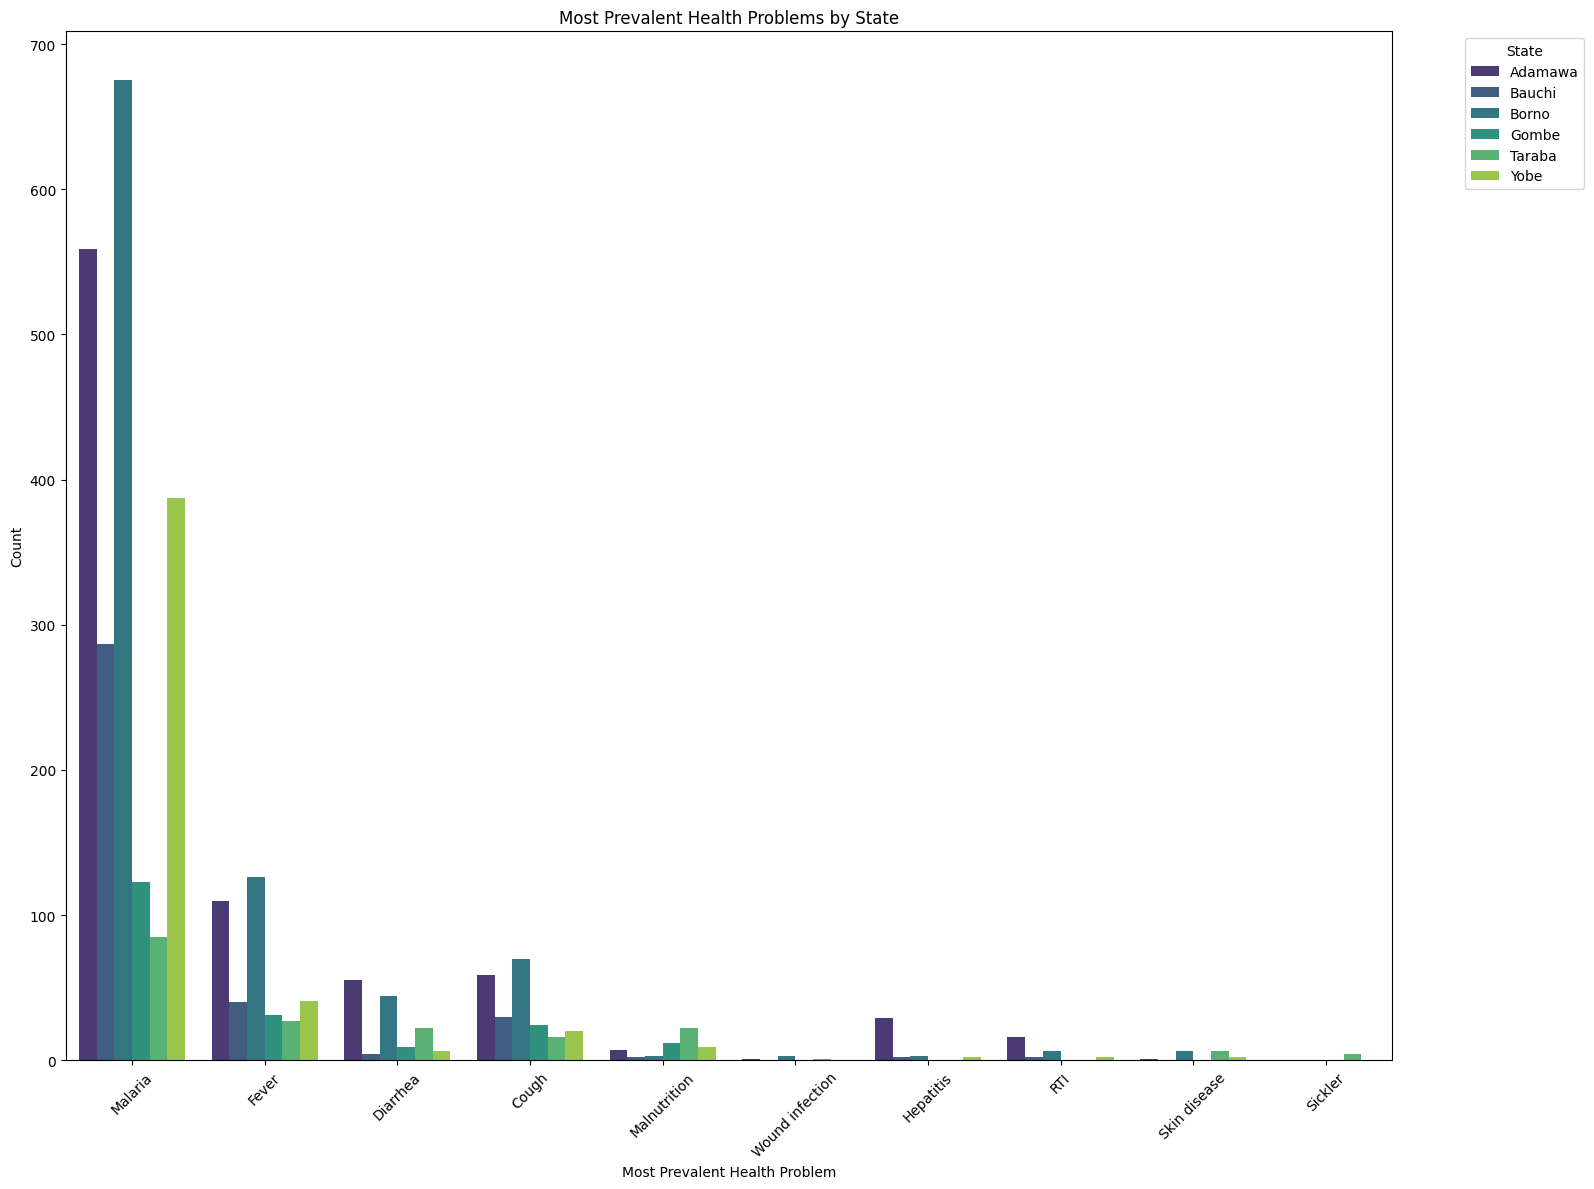 Most Prevalent Health Problems by State
State
Adamawa
Bauchi
Borno
Gombe
Taraba
Yobe
700
600
500
400
300
200
100
0
Count
Malaria
Fever
Diarrhea
Cough
Malnutrition
Wound infection
Hepatitis
RTI
Skin disease
Sickler
Most Prevalent Health Problem